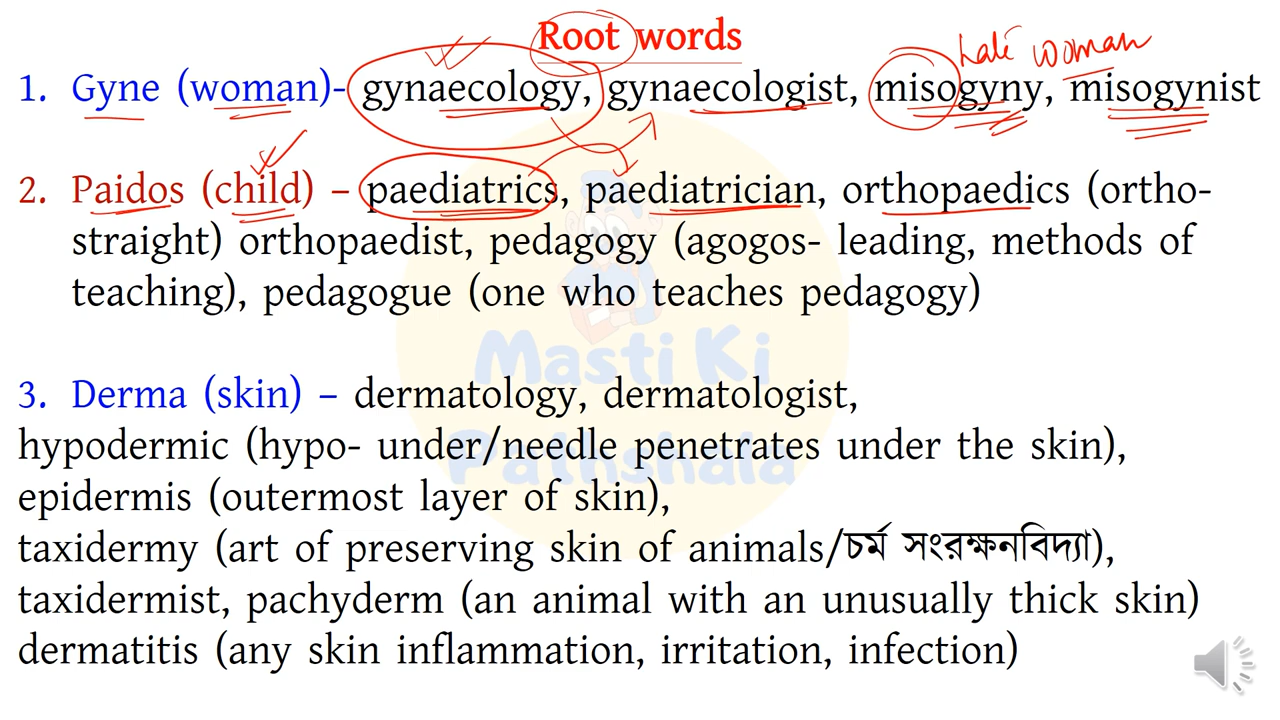 Root words
hate woman
1. Gyne (woman)- gynaecology, gynaecologist, misogyny, misogynist
2. Paidos (child) – paediatrics, paediatrician, orthopaedics (ortho-
straight) orthopaedist, pedagogy (agogos- leading, methods of
teaching), pedagogue (one who teaches pedagogy)
Masti Ki
3. Derma (skin) – dermatology, dermatologist,
hypodermic (hypo- under/needle penetrates under the skin),
Pathshala
epidermis (outermost layer of skin),
taxidermy (art of preserving skin of animals/চর্ম সংরক্ষনবিদ্যা),
taxidermist, pachyderm (an animal with an unusually thick skin)
dermatitis (any skin inflammation, irritation, infection)